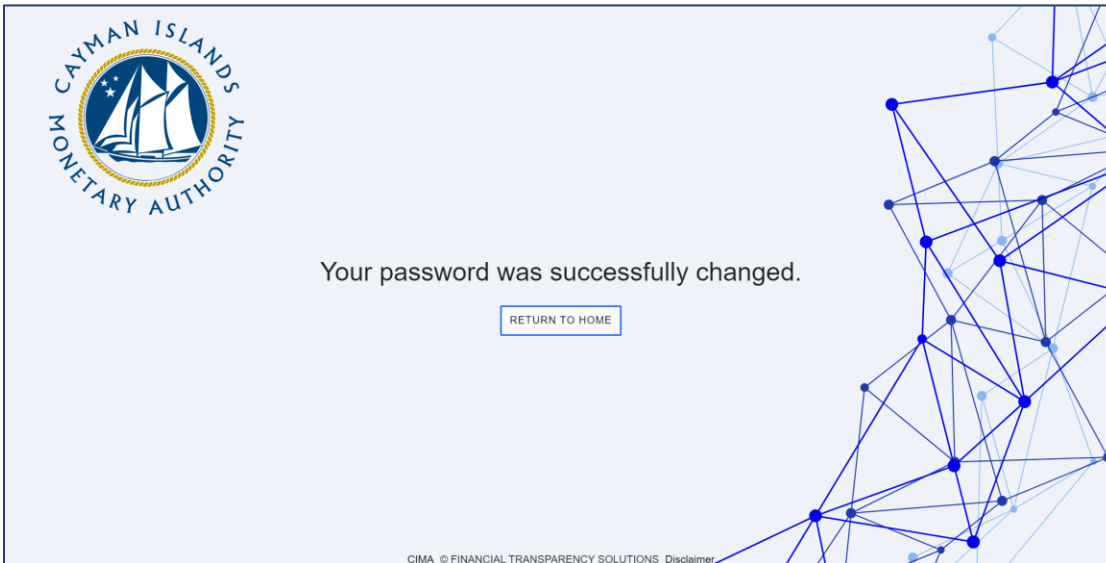 CAYMAN ISLANDS
MONETARY AUTHORITY
Your password was successfully changed.
RETURN TO HOME
CIMA © FINANCIAL TRANSPARENCY SOLUTIONS Disclaimer